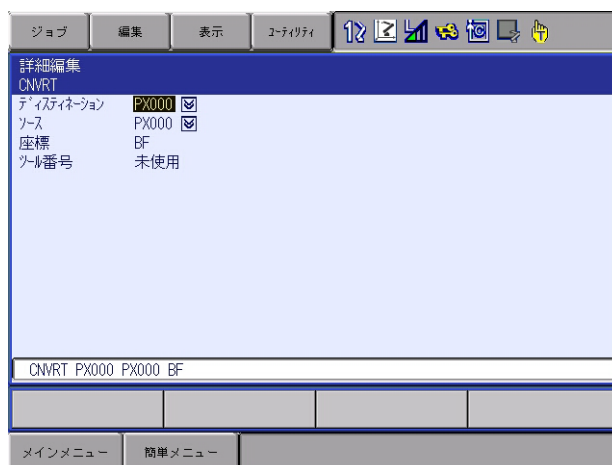 ジョブ 編集 表示 ユーティリティ
詳細編集
CNVRT
ディスティネーション PX000
ソース PX000
座標 BF
ツール番号 未使用
CNVRT PX000 PX000 BF
メインメニュー 簡単メニュー